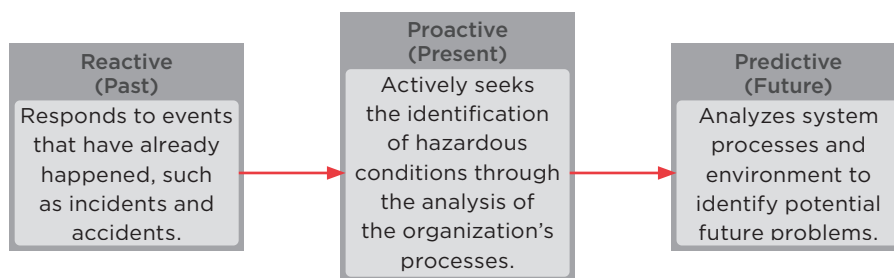 Reactive
(Past)
Responds to events
that have already
happened, such
as incidents and
accidents.
Proactive
(Present)
Actively seeks
the identification
of hazardous
conditions through
the analysis of
the organization's
processes.
Predictive
(Future)
Analyzes system
processes and
environment to
identify potential
future problems.